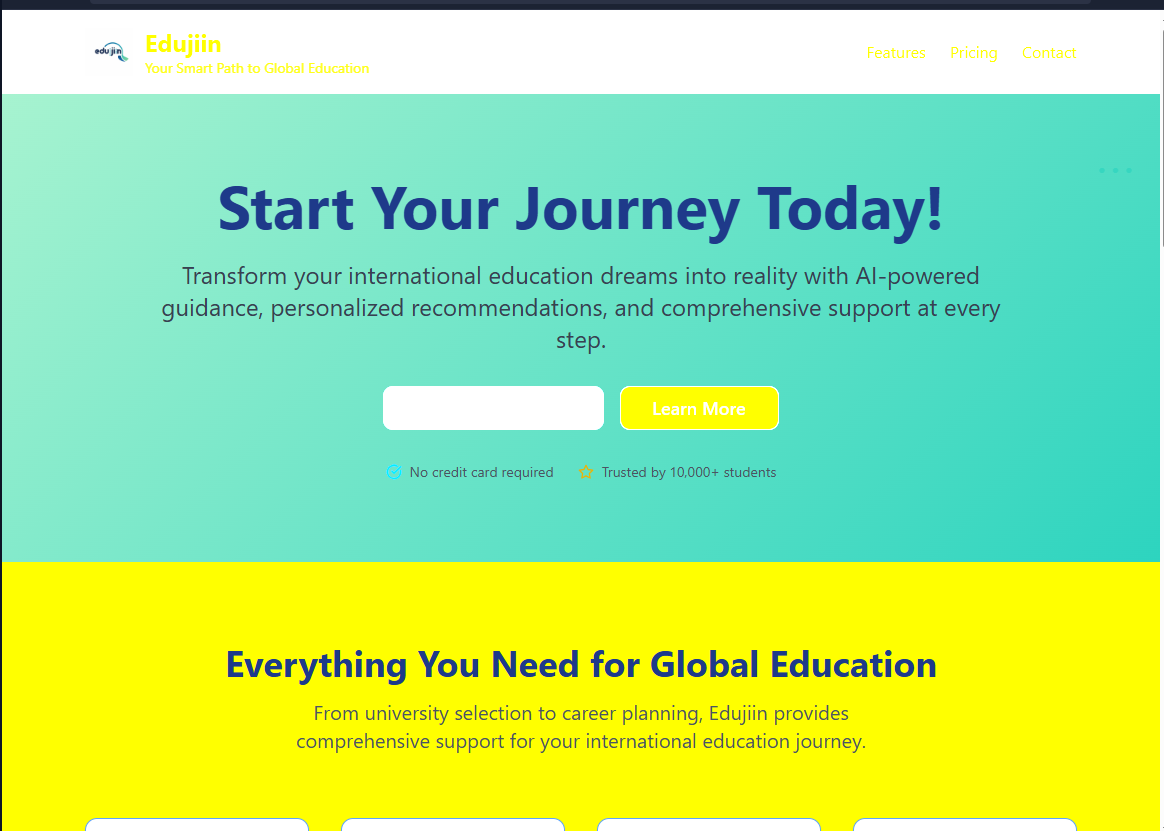 edujiin
Edujiin
Your Smart Path to Global Education
Features Pricing Contact
Start Your Journey Today!
Transform your international education dreams into reality with AI-powered
guidance, personalized recommendations, and comprehensive support at every
step.
Learn More
No credit card required Trusted by 10,000+ students
Everything You Need for Global Education
From university selection to career planning, Edujiin provides
comprehensive support for your international education journey.